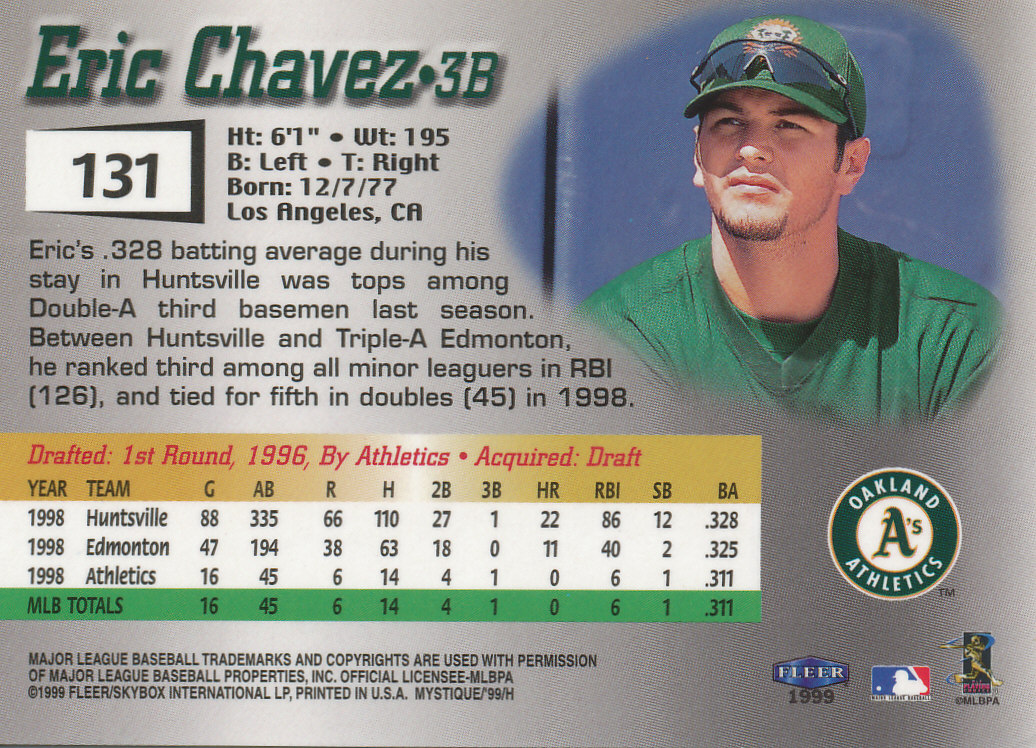 Eric Chavez•3B
131
Ht: 6'1" • Wt: 195
B: Left • T: Right
Born: 12/7/77
Los Angeles, CA
Eric's .328 batting average during his
stay in Huntsville was tops among
Double-A third basemen last season.
Between Huntsville and Triple-A Edmonton,
he ranked third among all minor leaguers in RBI
(126), and tied for fifth in doubles (45) in 1998.
Drafted: 1st Round, 1996, By Athletics • Acquired: Draft
YEAR TEAM G AB R H 2B 3B HR RBI SB BA
1998 Huntsville 88 335 66 110 27 1 22 86 12 .328
1998 Edmonton 47 194 38 63 18 0 11 40 2 .325
1998 Athletics 16 45 6 14 4 1 0 6 1 .311
MLB TOTALS 16 45 6 14 4 1 0 6 1 .311
OAKLAND
A's
ATHLETICS
TM
MAJOR LEAGUE BASEBALL TRADEMARKS AND COPYRIGHTS ARE USED WITH PERMISSION
OF MAJOR LEAGUE BASEBALL PROPERTIES, INC. OFFICIAL LICENSEE-MLBPA
©1999 FLEER/SKYBOX INTERNATIONAL LP, PRINTED IN U.S.A. MYSTIQUE/'99/H
FLEER
1999
MAJOR LEAGUE BASEBALL
PLAYERS
CHOICE
©MLBPA